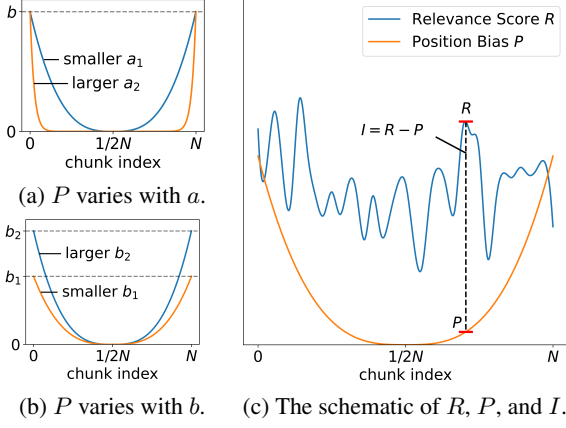 b
smaller a1
larger a2
0
0 1/2N N
chunk index
(a) P varies with a.
b2
larger b2
b1
smaller b1
0
0 1/2N N
chunk index
(b) P varies with b.
Relevance Score R
Position Bias P
R
I = R − P
P
0 1/2N N
chunk index
(c) The schematic of R, P, and I.